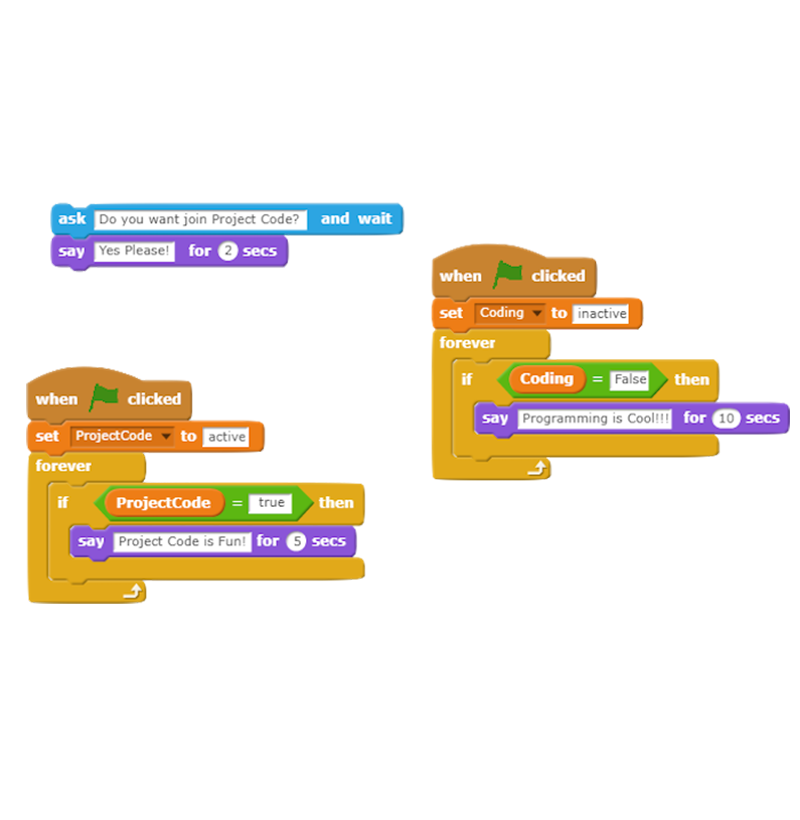 ask Do you want join Project Code? and wait
say Yes Please! for 2 secs
when clicked
set ProjectCode to active
forever
if ProjectCode = true then
say Project Code is Fun! for 5 secs
when clicked
set Coding to inactive
forever
if Coding = False then
say Programming is Cool!!! for 10 secs